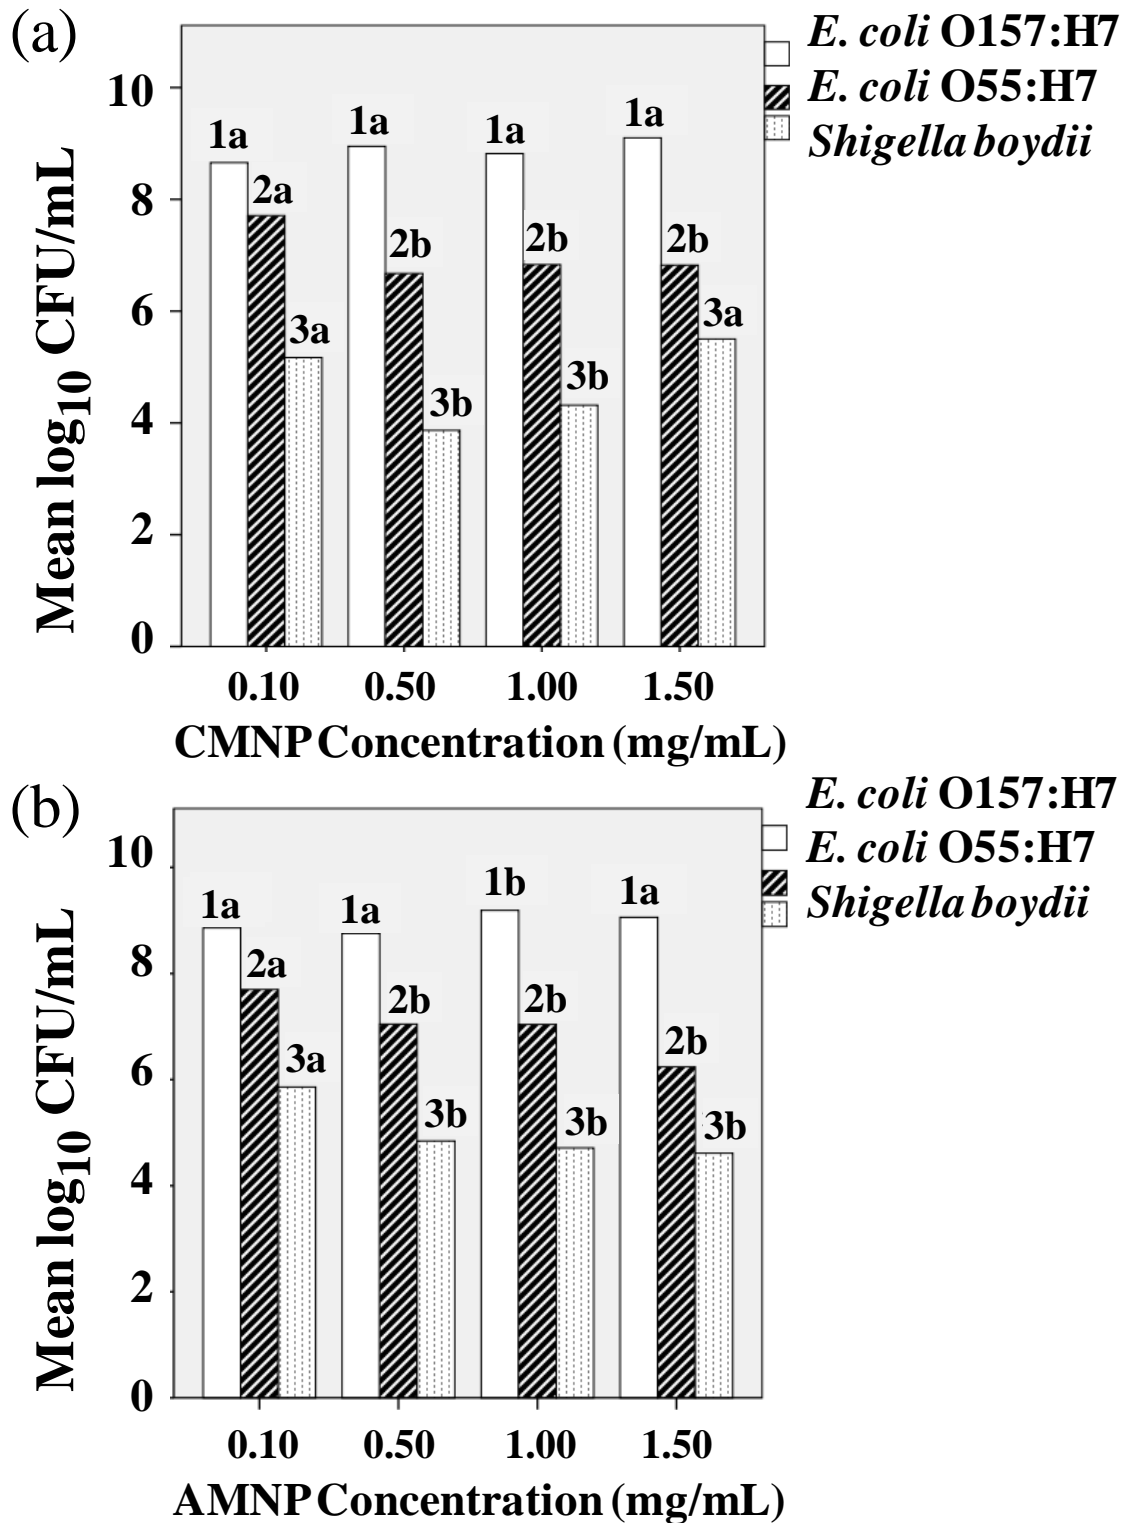 (a)
E. coli O157:H7
E. coli O55:H7
Shigella boydii
Mean log10 CFU/mL
10
8
6
4
2
0
1a
2a
3a
1a
2b
3b
1a
2b
3b
1a
2b
3a
0.10 0.50 1.00 1.50
CMNP Concentration (mg/mL)
(b)
E. coli O157:H7
E. coli O55:H7
Shigella boydii
Mean log10 CFU/mL
10
8
6
4
2
0
1a
2a
3a
1a
2b
3b
1b
2b
3b
1a
2b
3b
0.10 0.50 1.00 1.50
AMNP Concentration (mg/mL)